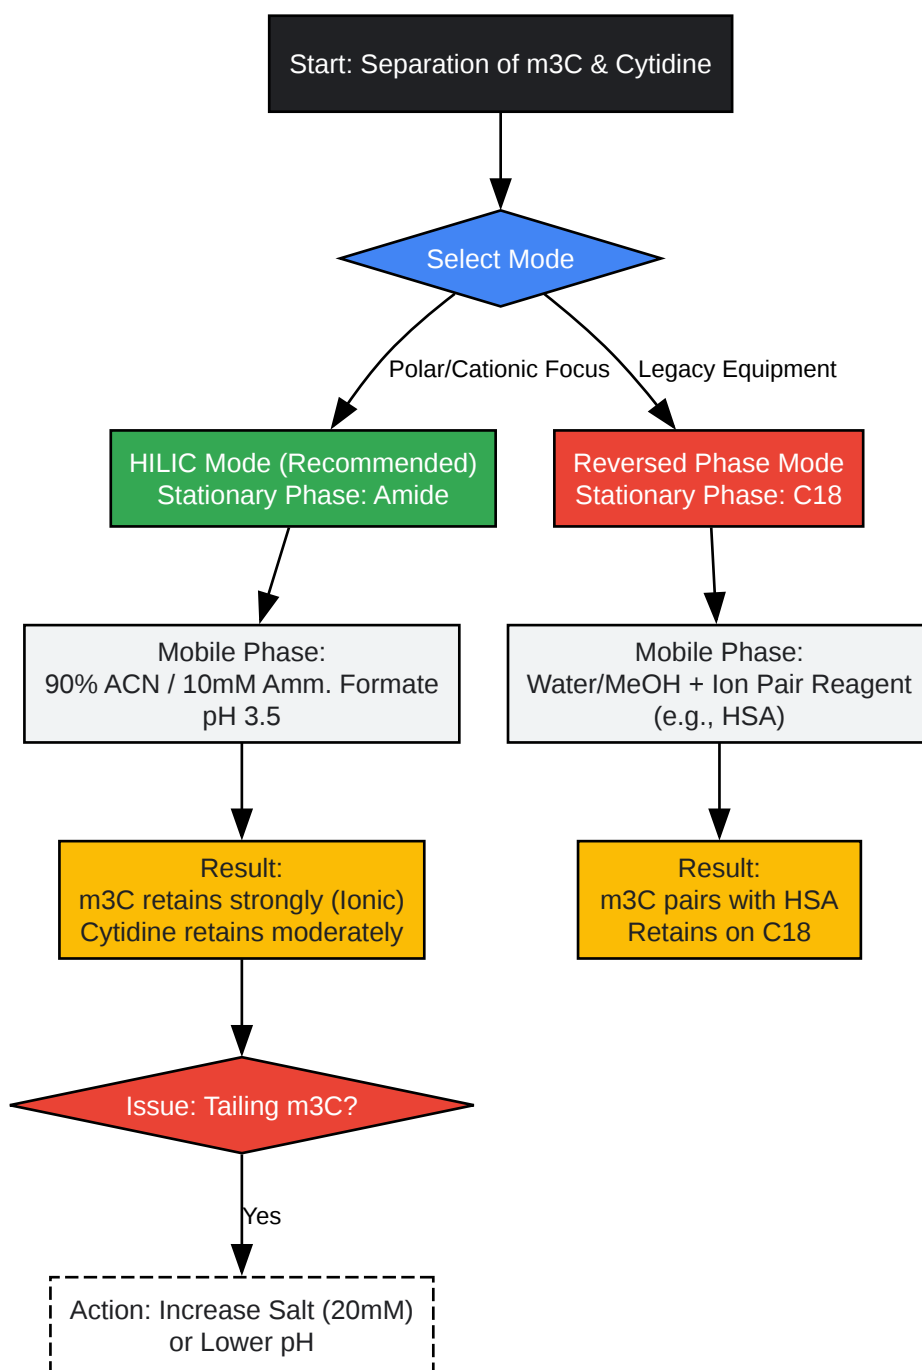 Start: Separation of m3C & Cytidine
Select Mode
Polar/Cationic Focus
Legacy Equipment
HILIC Mode (Recommended)
Stationary Phase: Amide
Reversed Phase Mode
Stationary Phase: C18
Mobile Phase:
90% ACN / 10mM Amm. Formate
pH 3.5
Mobile Phase:
Water/MeOH + Ion Pair Reagent
(e.g., HSA)
Result:
m3C retains strongly (Ionic)
Cytidine retains moderately
Result:
m3C pairs with HSA
Retains on C18
Issue: Tailing m3C?
Yes
Action: Increase Salt (20mM)
or Lower pH